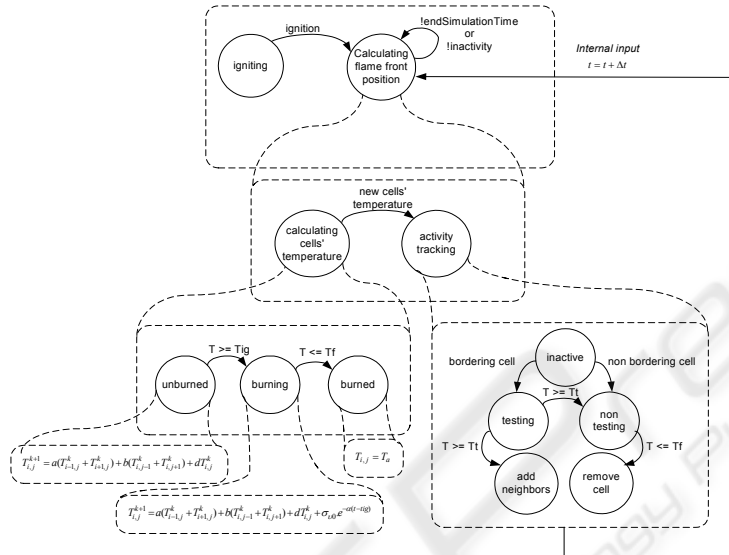 !endSimulationTime
or
!inactivity
ignition
igniting
Calculating
flame front
position
Internal input
t = t + Δt
new cells'
temperature
calculating
cells'
temperature
activity
tracking
T >= Tig
T <= Tf
unburned
burning
burned
inactive
bordering cell
non bordering cell
T >= Tt
testing
non
testing
T >= Tt
T <= Tf
add
neighbors
remove
cell
T_{i,j}^{k+1} = a(T_{i-1,j}^{k} + T_{i+1,j}^{k}) + b(T_{i,j-1}^{k} + T_{i,j+1}^{k}) + dT_{i,j}^{k}
T_{i,j} = T_a
T_{i,j}^{k+1} = a(T_{i-1,j}^{k} + T_{i+1,j}^{k}) + b(T_{i,j-1}^{k} + T_{i,j+1}^{k}) + dT_{i,j}^{k} + σ_{υ0}.e^{-α(t-tig)}